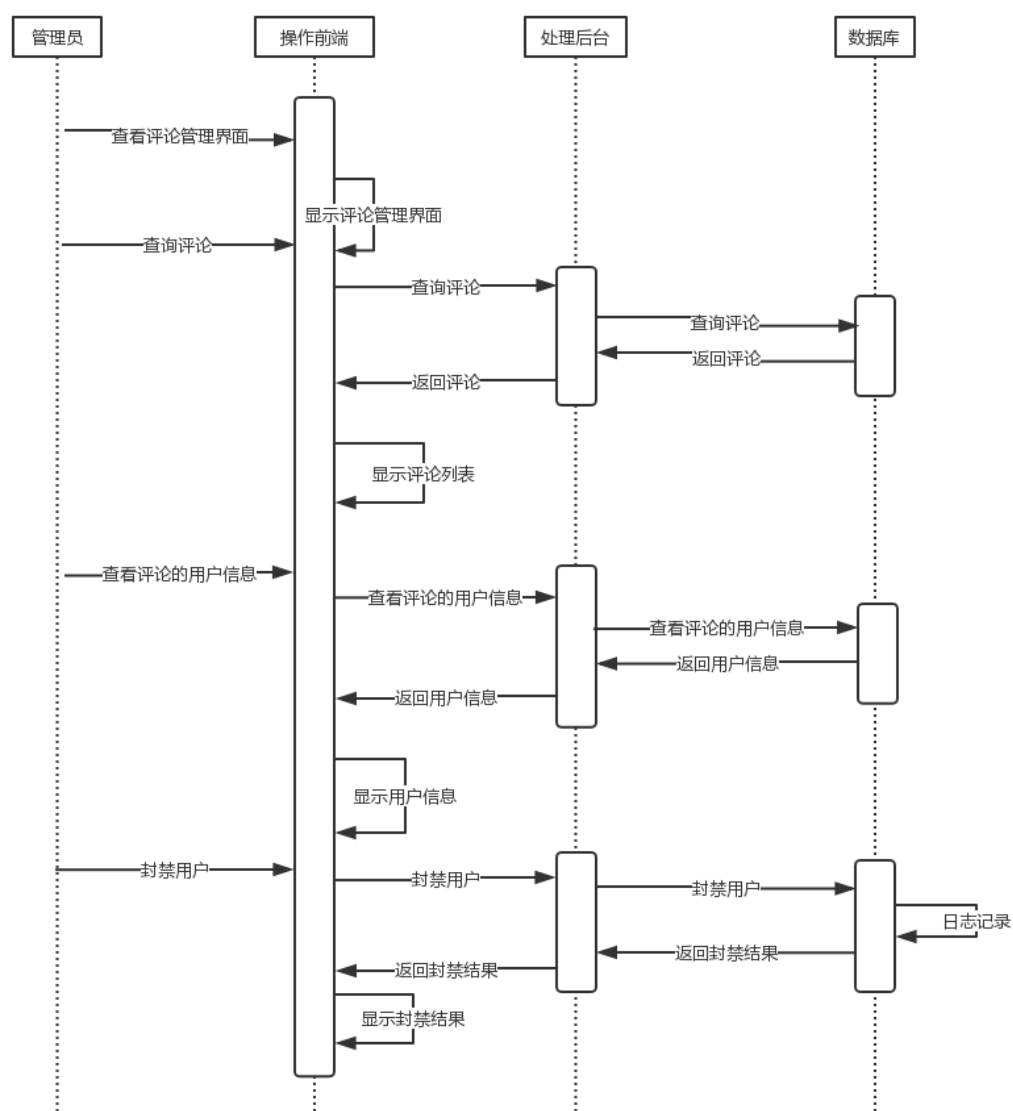 管理员
操作前端
处理后台
数据库
查看评论管理界面
显示评论管理界面
查询评论
查询评论
查询评论
返回评论
返回评论
显示评论列表
查看评论的用户信息
查看评论的用户信息
查看评论的用户信息
返回用户信息
返回用户信息
显示用户信息
封禁用户
封禁用户
封禁用户
日志记录
返回封禁结果
返回封禁结果
显示封禁结果